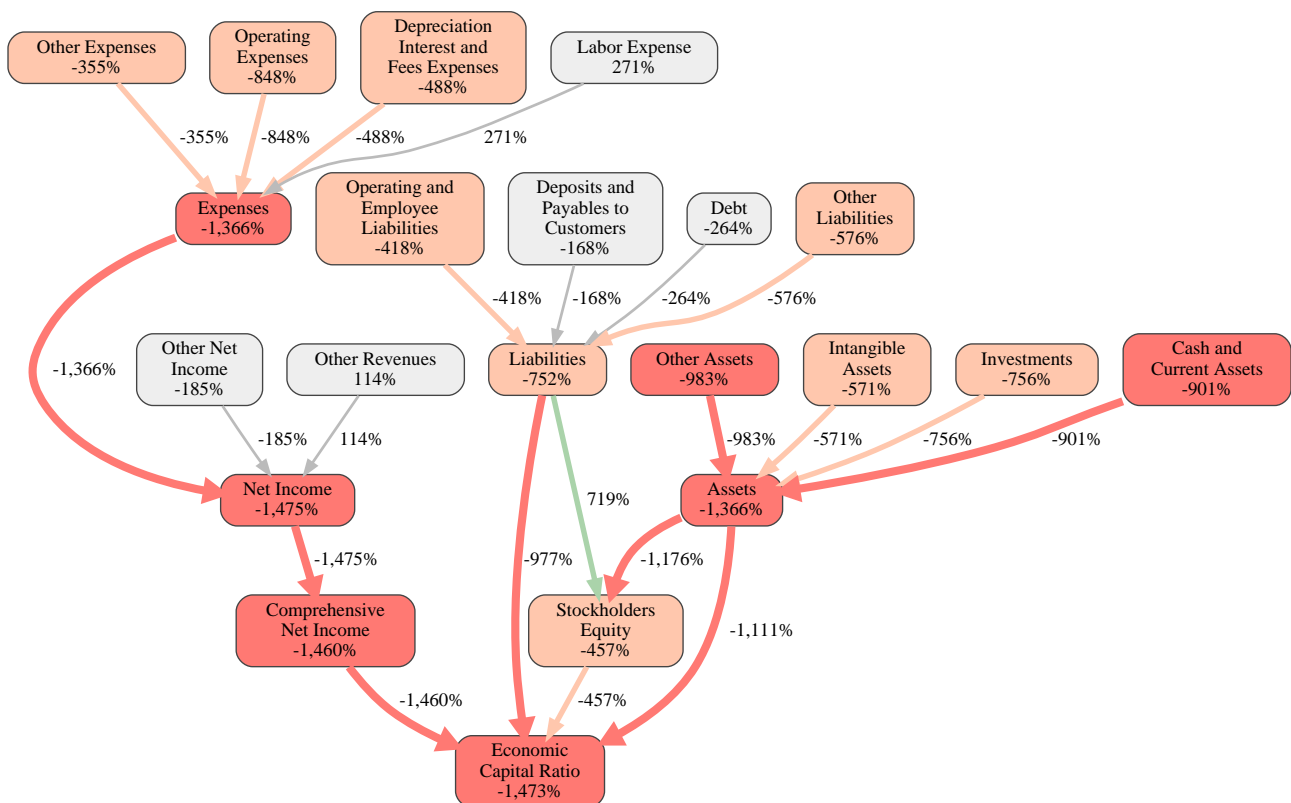 Other Expenses
-355%
Operating
Expenses
-848%
Depreciation
Interest and
Fees Expenses
-488%
Labor Expense
271%
-355%
-848%
-488%
271%
Expenses
-1,366%
Operating and
Employee
Liabilities
-418%
Deposits and
Payables to
Customers
-168%
Debt
-264%
Other
Liabilities
-576%
-418%
-168%
-264%
-576%
-1,366%
Other Net
Income
-185%
Other Revenues
114%
Liabilities
-752%
Other Assets
-983%
Intangible
Assets
-571%
Investments
-756%
Cash and
Current Assets
-901%
-185%
114%
-983%
-571%
-756%
-901%
Net Income
-1,475%
719%
Assets
-1,366%
-1,475%
-977%
-1,176%
Comprehensive
Net Income
-1,460%
Stockholders
Equity
-457%
-1,111%
-1,460%
-457%
Economic
Capital Ratio
-1,473%